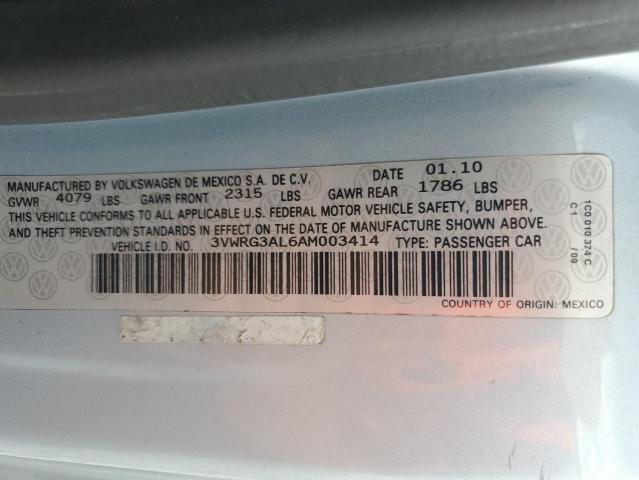 MANUFACTURED BY VOLKSWAGEN DE MEXICO S.A. DE C.V. DATE 01.10
GVWR 4079 LBS GAWR FRONT 2315 LBS GAWR REAR 1786 LBS
THIS VEHICLE CONFORMS TO ALL APPLICABLE U.S. FEDERAL MOTOR VEHICLE SAFETY, BUMPER,
AND THEFT PREVENTION STANDARDS IN EFFECT ON THE DATE OF MANUFACTURE SHOWN ABOVE.
VEHICLE I.D. NO. 3VWRG3AL6AM003414 TYPE: PASSENGER CAR
COUNTRY OF ORIGIN: MEXICO
1C0 010 374 C
C1 /09